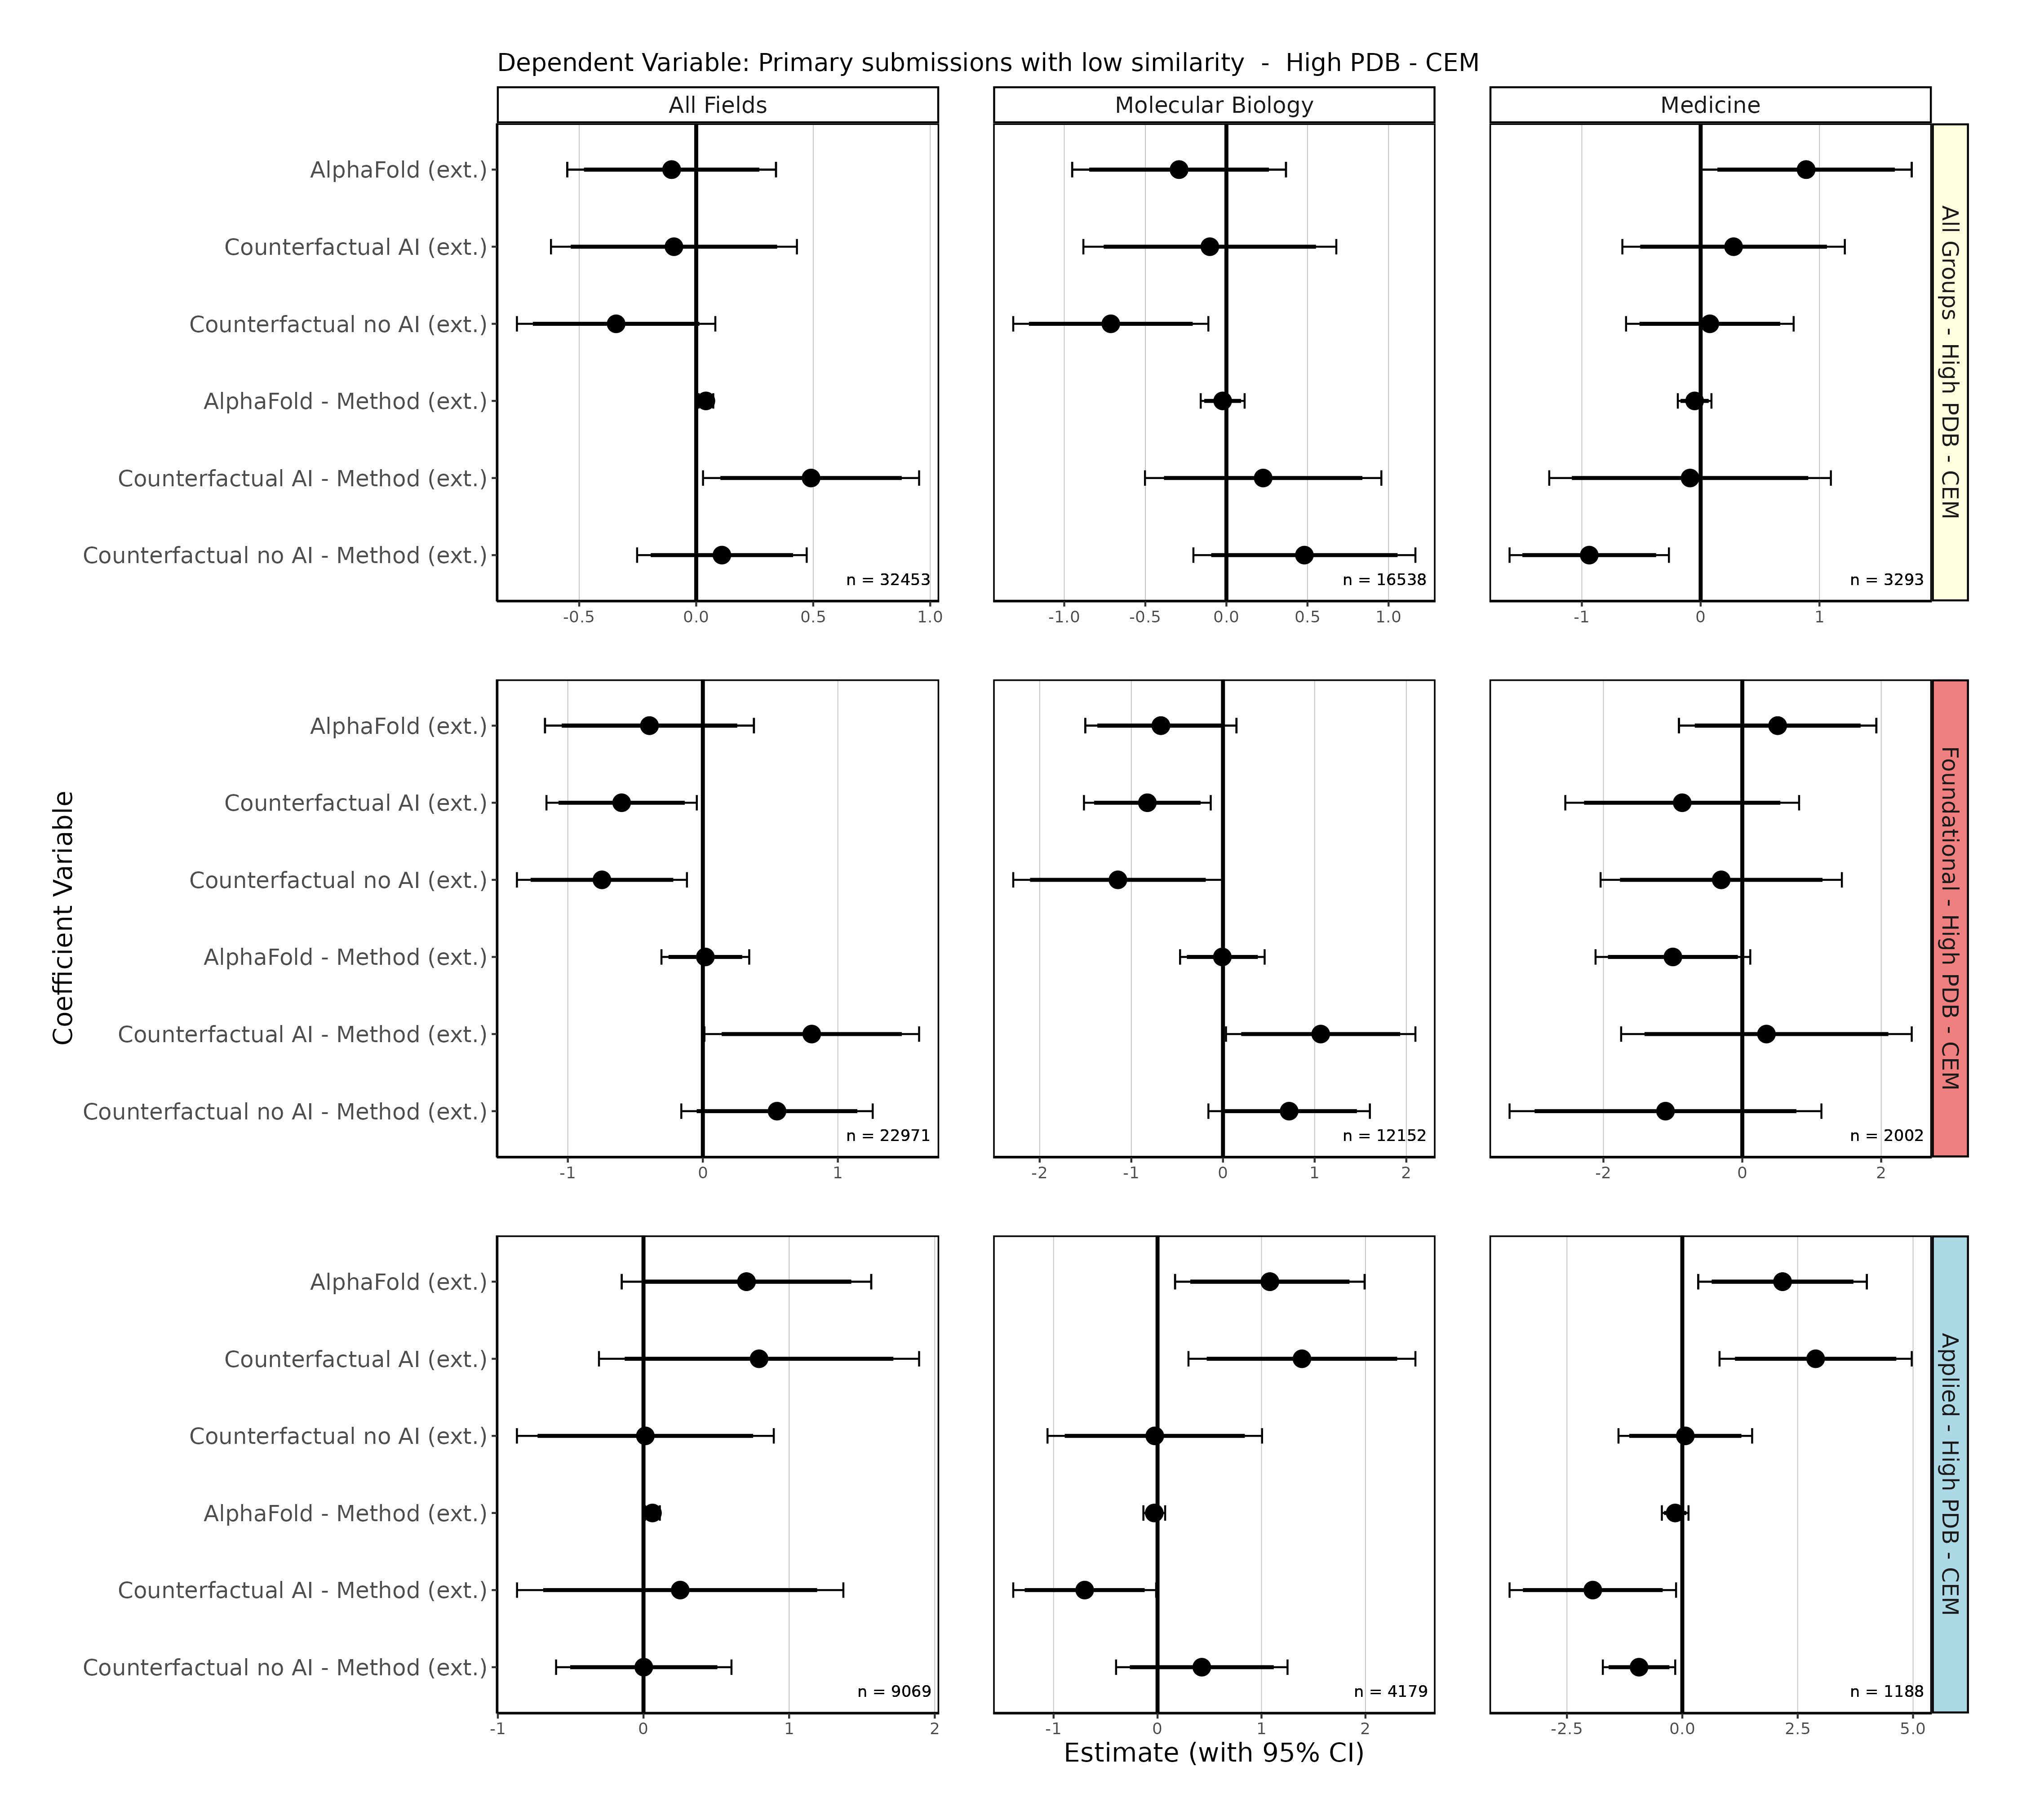 Dependent Variable: Primary submissions with low similarity - High PDB - CEM
All Fields
Molecular Biology
Medicine
AlphaFold (ext.)
Counterfactual AI (ext.)
Counterfactual no AI (ext.)
AlphaFold - Method (ext.)
Counterfactual AI - Method (ext.)
Counterfactual no AI - Method (ext.)
n = 32453
n = 16538
n = 3293
-0.5 0.0 0.5 1.0
-1.0 -0.5 0.0 0.5 1.0
-1 0 1
All Groups - High PDB - CEM
Coefficient Variable
AlphaFold (ext.)
Counterfactual AI (ext.)
Counterfactual no AI (ext.)
AlphaFold - Method (ext.)
Counterfactual AI - Method (ext.)
Counterfactual no AI - Method (ext.)
n = 22971
n = 12152
n = 2002
-1 0 1
-2 -1 0 1 2
-2 0 2
Foundational - High PDB - CEM
AlphaFold (ext.)
Counterfactual AI (ext.)
Counterfactual no AI (ext.)
AlphaFold - Method (ext.)
Counterfactual AI - Method (ext.)
Counterfactual no AI - Method (ext.)
n = 9069
n = 4179
n = 1188
-1 0 1 2
-1 0 1 2
-2.5 0.0 2.5 5.0
Applied - High PDB - CEM
Estimate (with 95% CI)